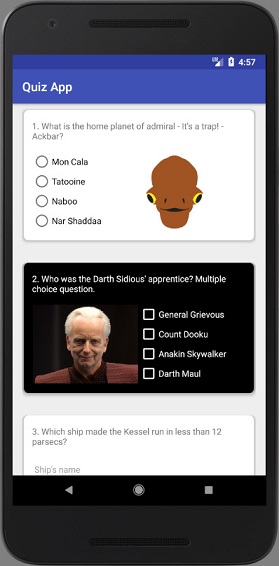 4:57
Quiz App
1. What is the home planet of admiral - It's a trap! -
Ackbar?
Mon Cala
Tatooine
Naboo
Nar Shaddaa
2. Who was the Darth Sidious' apprentice? Multiple
choice question.
General Grievous
Count Dooku
Anakin Skywalker
Darth Maul
3. Which ship made the Kessel run in less than 12
parsecs?
Ship's name